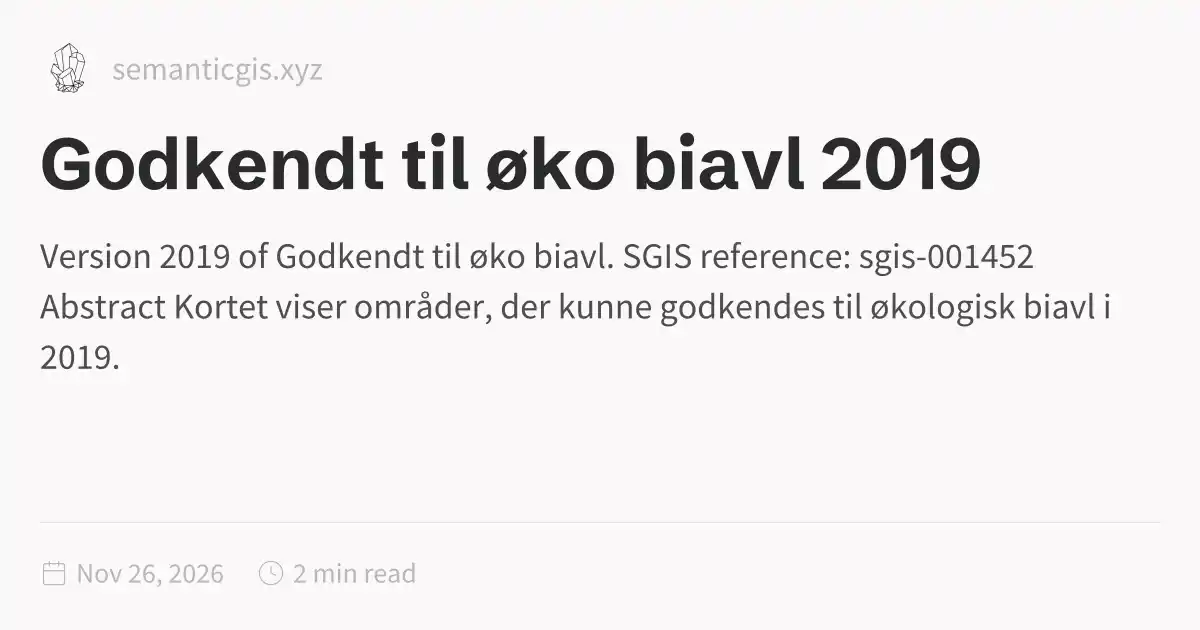 semanticgis.xyz
Godkendt til øko biavl 2019
Version 2019 of Godkendt til øko biavl. SGIS reference: sgis-001452
Abstract Kortet viser områder, der kunne godkendes til økologisk biavl i
2019.
Nov 26, 2026 2 min read